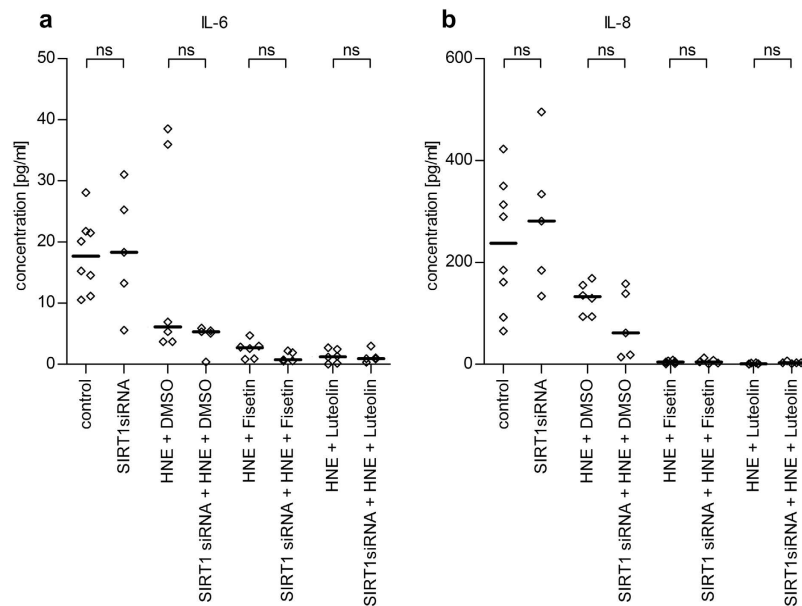 a
IL-6
ns
ns
ns
ns
50
40
30
20
10
0
concentration [pg/ml]
control
SIRT1siRNA
HNE + DMSO
SIRT1 siRNA + HNE + DMSO
HNE + Fisetin
SIRT1 siRNA + HNE + Fisetin
HNE + Luteolin
SIRT1siRNA + HNE + Luteolin
b
IL-8
ns
ns
ns
ns
600
400
200
0
concentration [pg/ml]
control
SIRT1siRNA
HNE + DMSO
SIRT1 siRNA + HNE + DMSO
HNE + Fisetin
SIRT1 siRNA + HNE + Fisetin
HNE + Luteolin
SIRT1siRNA + HNE + Luteolin